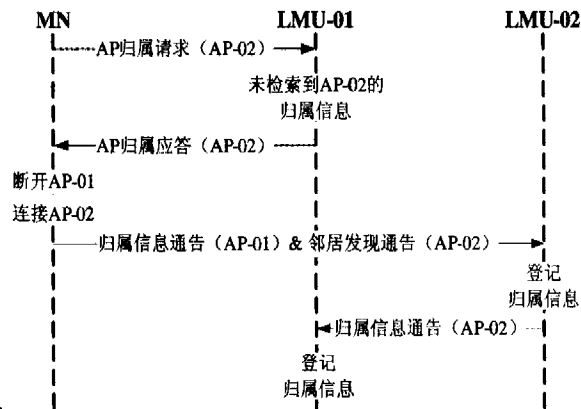 MN LMU-01 LMU-02
AP归属请求（AP-02）
未检索到AP-02的
归属信息
AP归属应答（AP-02）
断开AP-01
连接AP-02
归属信息通告（AP-01）& 邻居发现通告（AP-02）
登记
归属信息
归属信息通告（AP-02）
登记
归属信息